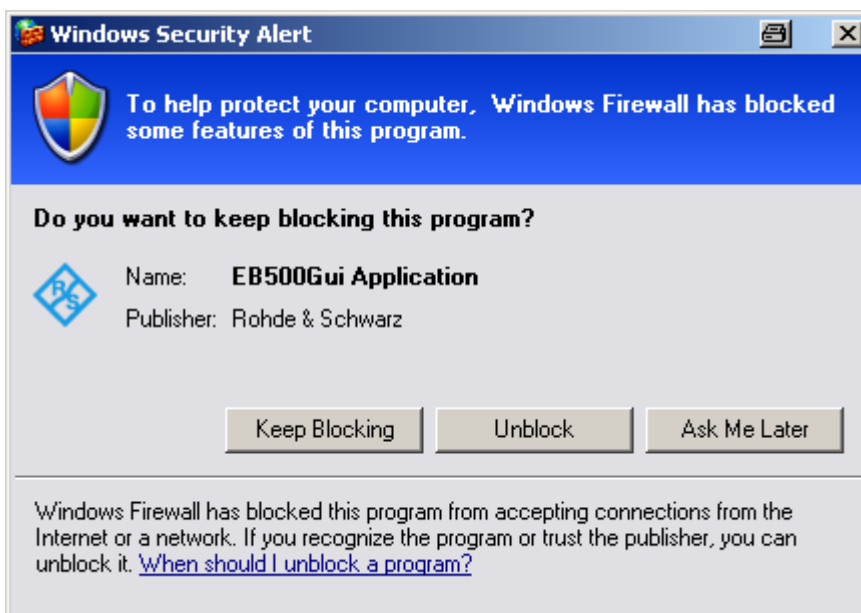 Windows Security Alert
To help protect your computer, Windows Firewall has blocked
some features of this program.
Do you want to keep blocking this program?
R S
Name: EB500Gui Application
Publisher: Rohde & Schwarz
Keep Blocking Unblock Ask Me Later
Windows Firewall has blocked this program from accepting connections from the
Internet or a network. If you recognize the program or trust the publisher, you can
unblock it. When should I unblock a program?